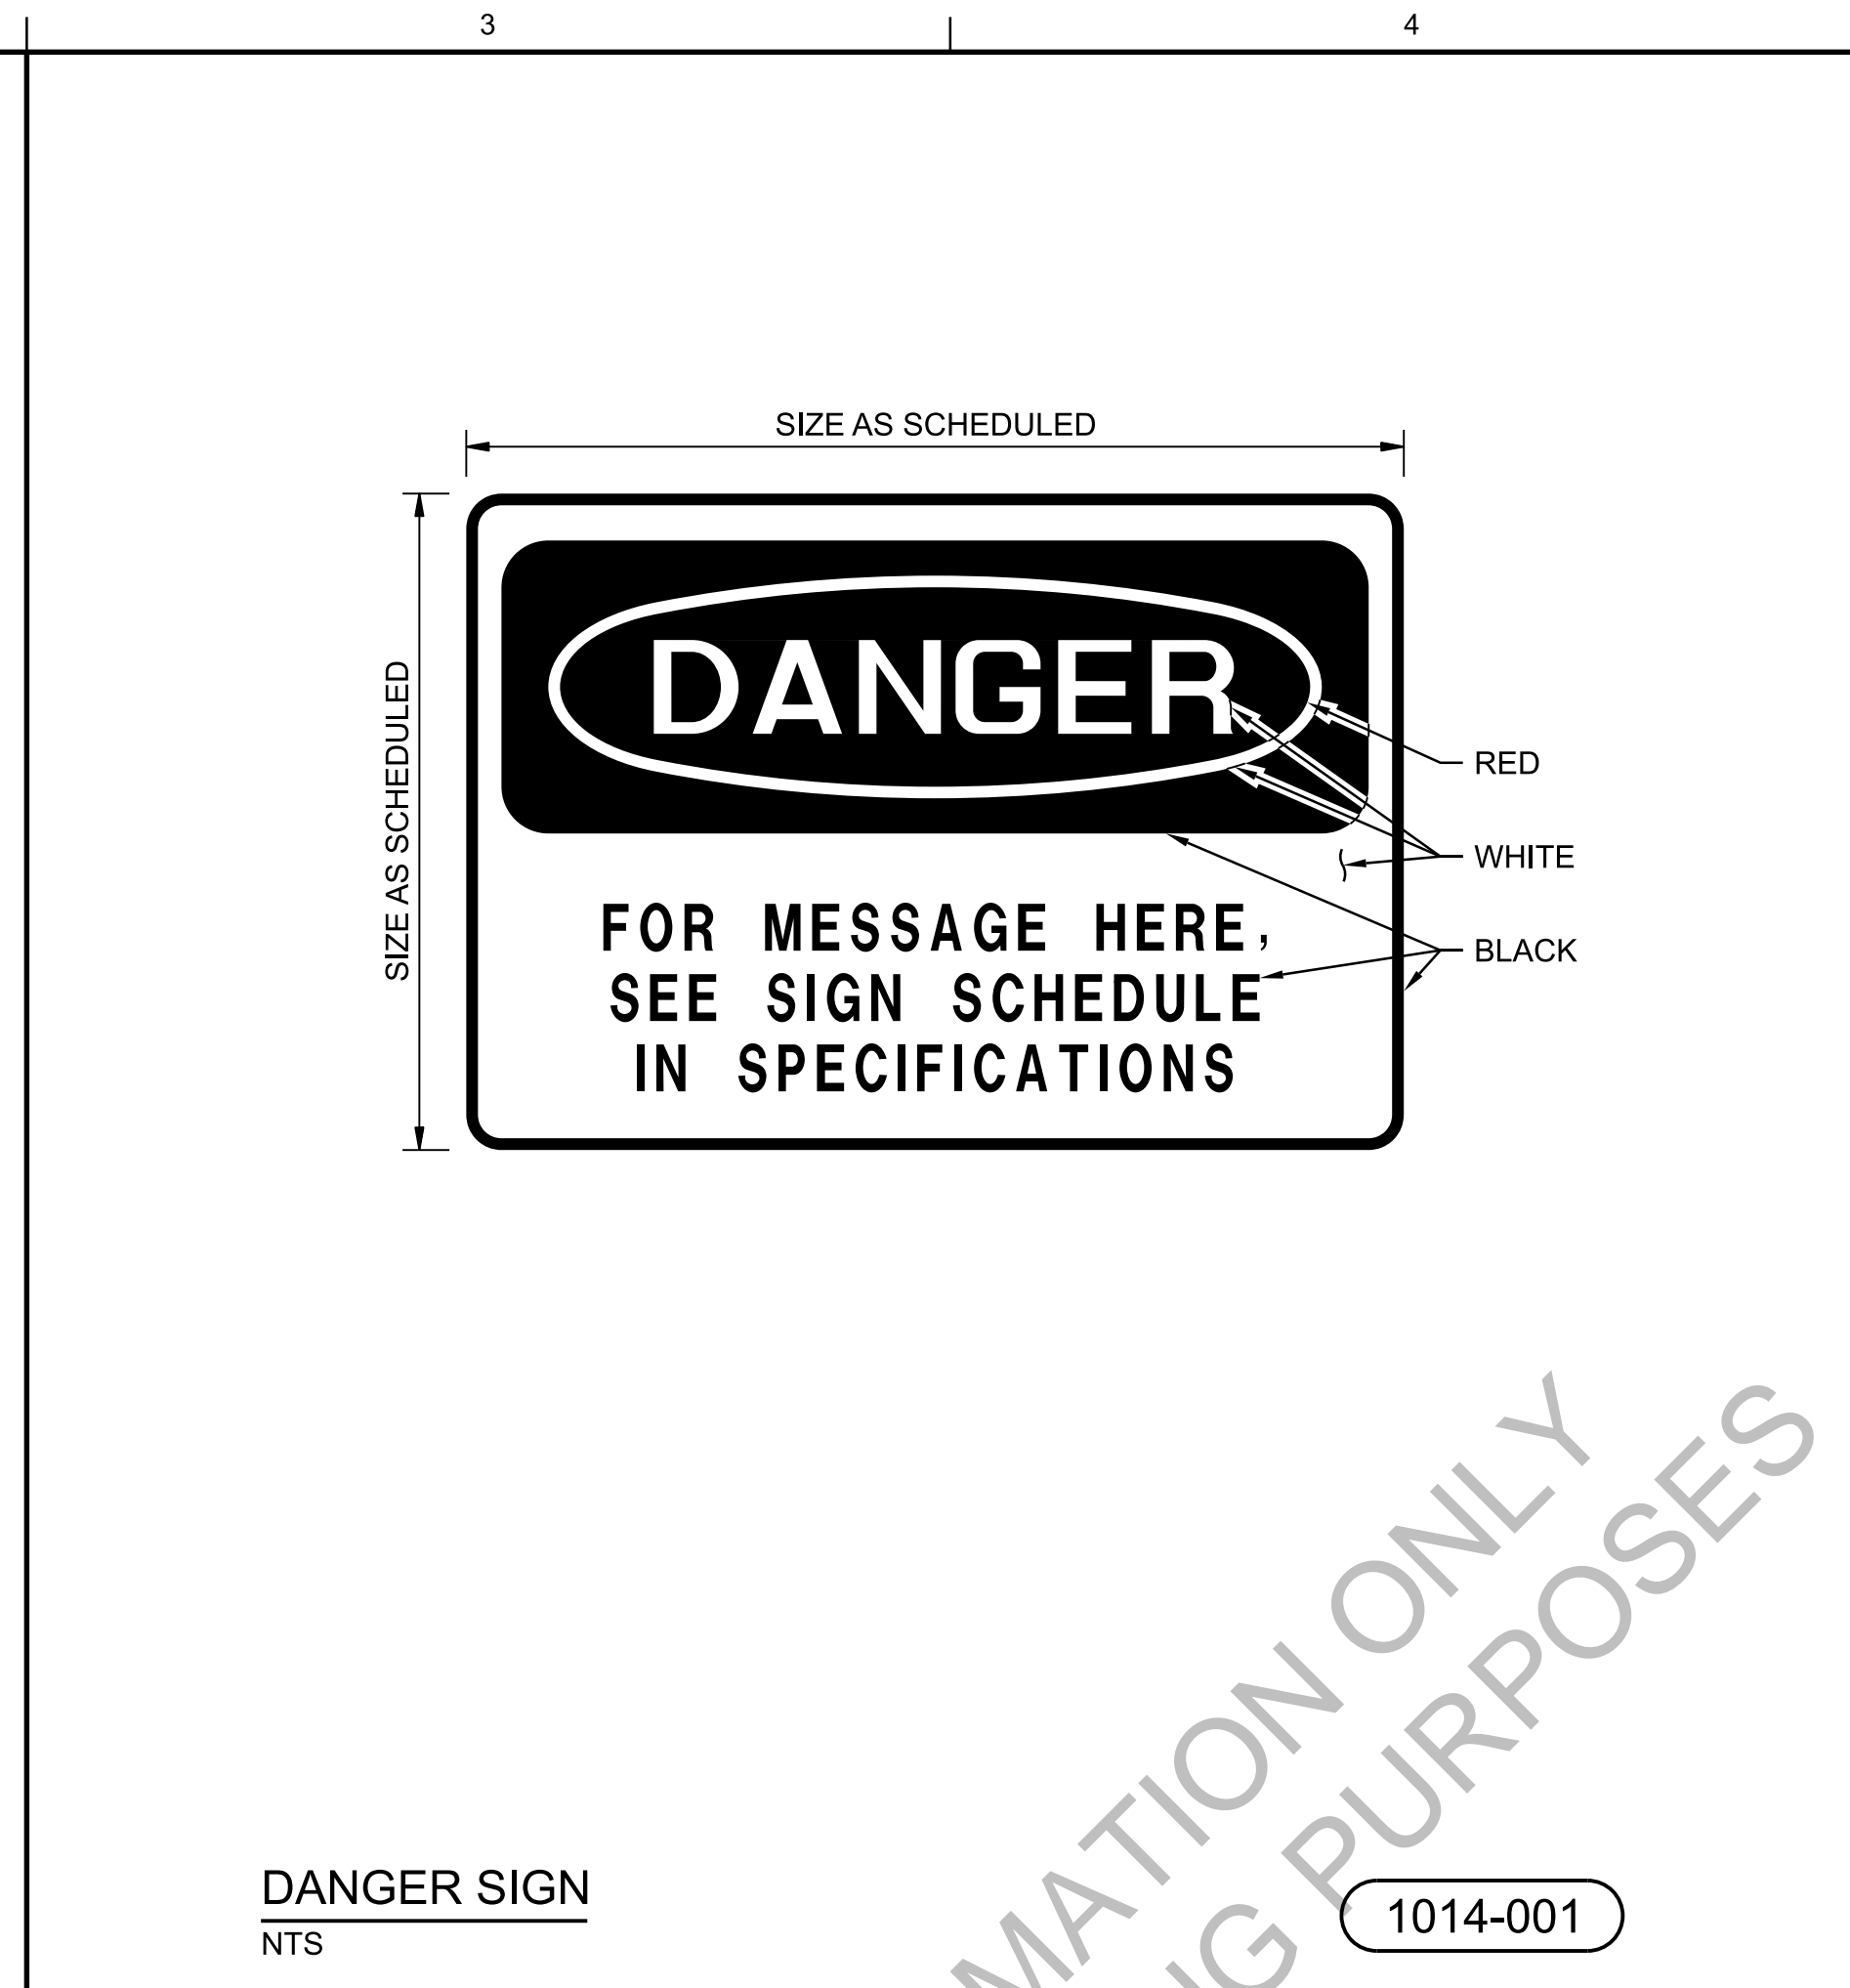 3 4
SIZE AS SCHEDULED
SIZE AS SCHEDULED
DANGER
RED
WHITE
BLACK
FOR MESSAGE HERE,
SEE SIGN SCHEDULE
IN SPECIFICATIONS
ONLY
PURPOSES
DANGER SIGN
NTS
1014-001